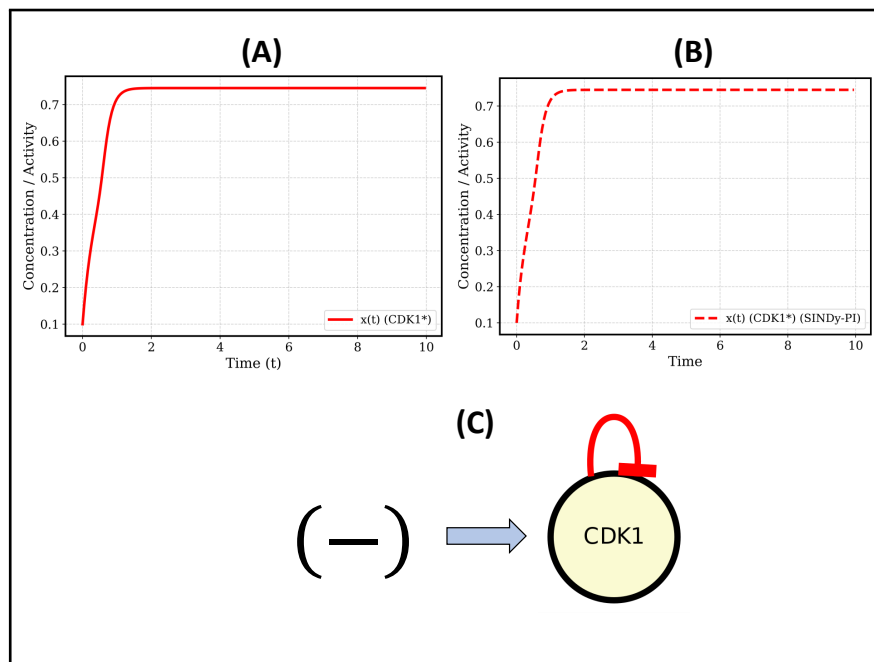 (A)
Concentration / Activity
0.7
0.6
0.5
0.4
0.3
0.2
0.1
x(t) (CDK1*)
0 2 4 6 8 10
Time (t)
(B)
Concentration / Activity
0.7
0.6
0.5
0.4
0.3
0.2
0.1
x(t) (CDK1*) (SINDy-PI)
0 2 4 6 8 10
Time
(C)
(—)
CDK1